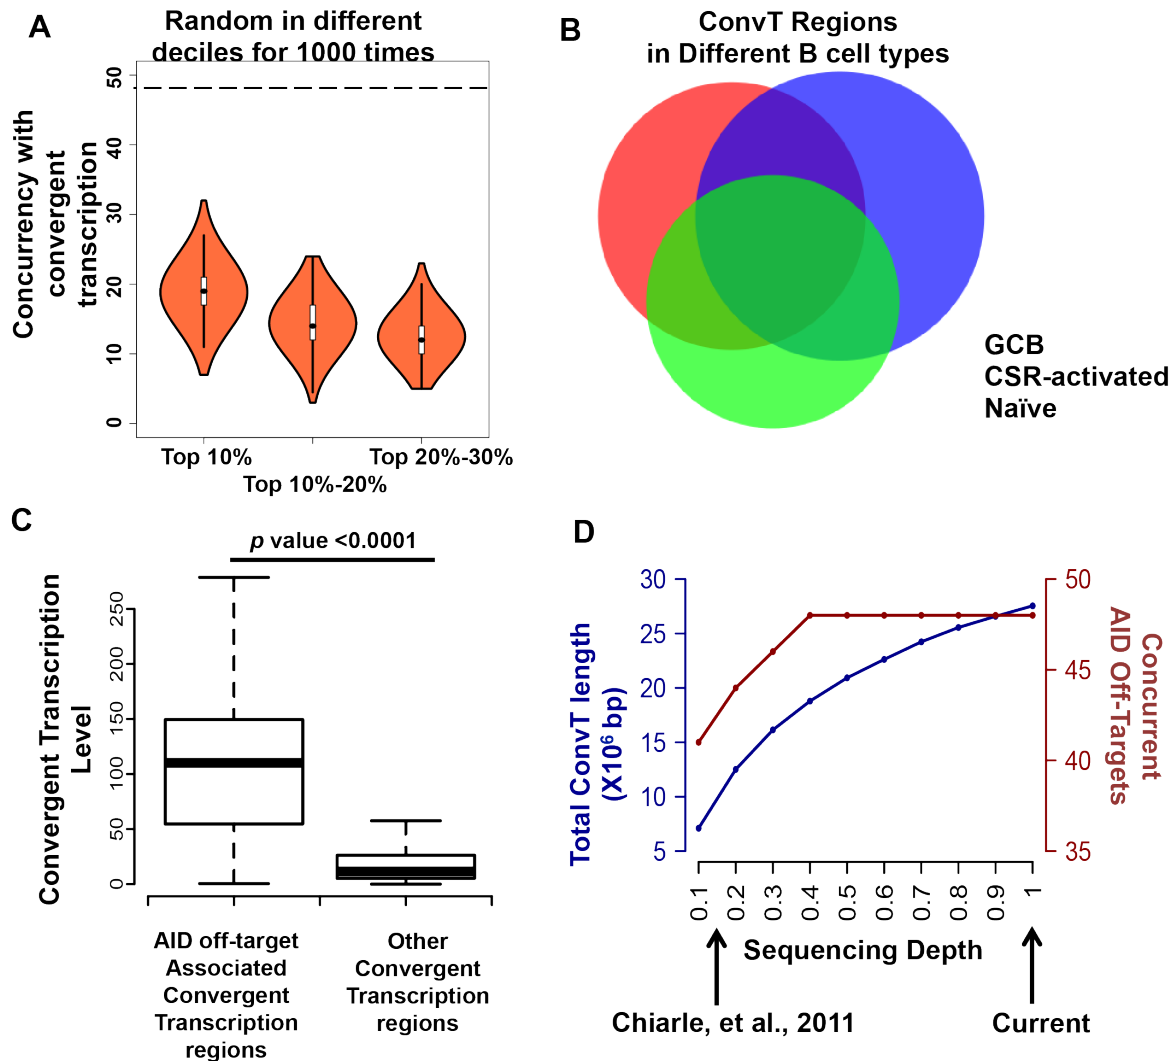 A
Random in different
deciles for 1000 times
Concurrency with
convergent
transcription
50
40
30
20
10
0
Top 10%
Top 10%-20%
Top 20%-30%
B
ConvT Regions
in Different B cell types
GCB
CSR-activated
Naïve
C
p value <0.0001
Convergent Transcription
Level
250
200
150
100
50
0
AID off-target
Associated
Convergent
Transcription
regions
Other
Convergent
Transcription
regions
D
Total ConvT length
(X10⁶ bp)
30
25
20
15
10
5
50
45
40
35
Concurrent
AID Off-Targets
0.1
0.2
0.3
0.4
0.5
0.6
0.7
0.8
0.9
1
Sequencing Depth
Chiarle, et al., 2011
Current